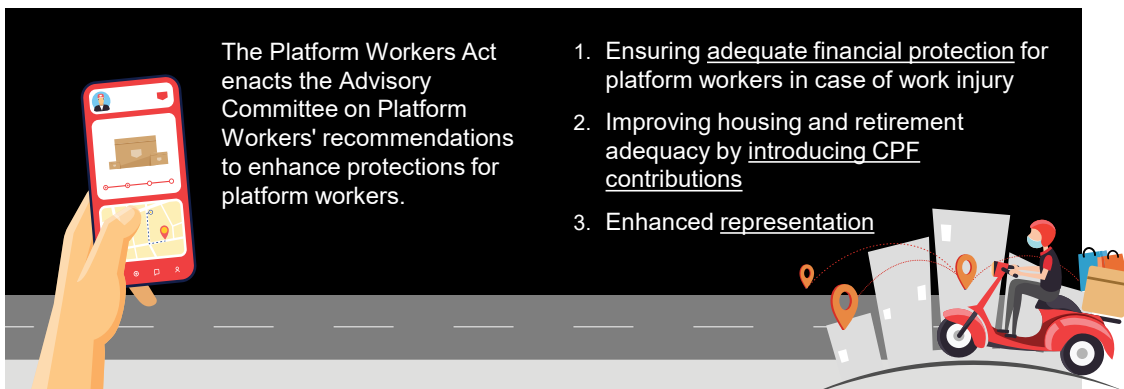 The Platform Workers Act
enacts the Advisory
Committee on Platform
Workers' recommendations
to enhance protections for
platform workers.
1. Ensuring adequate financial protection for
platform workers in case of work injury
2. Improving housing and retirement
adequacy by introducing CPF
contributions
3. Enhanced representation